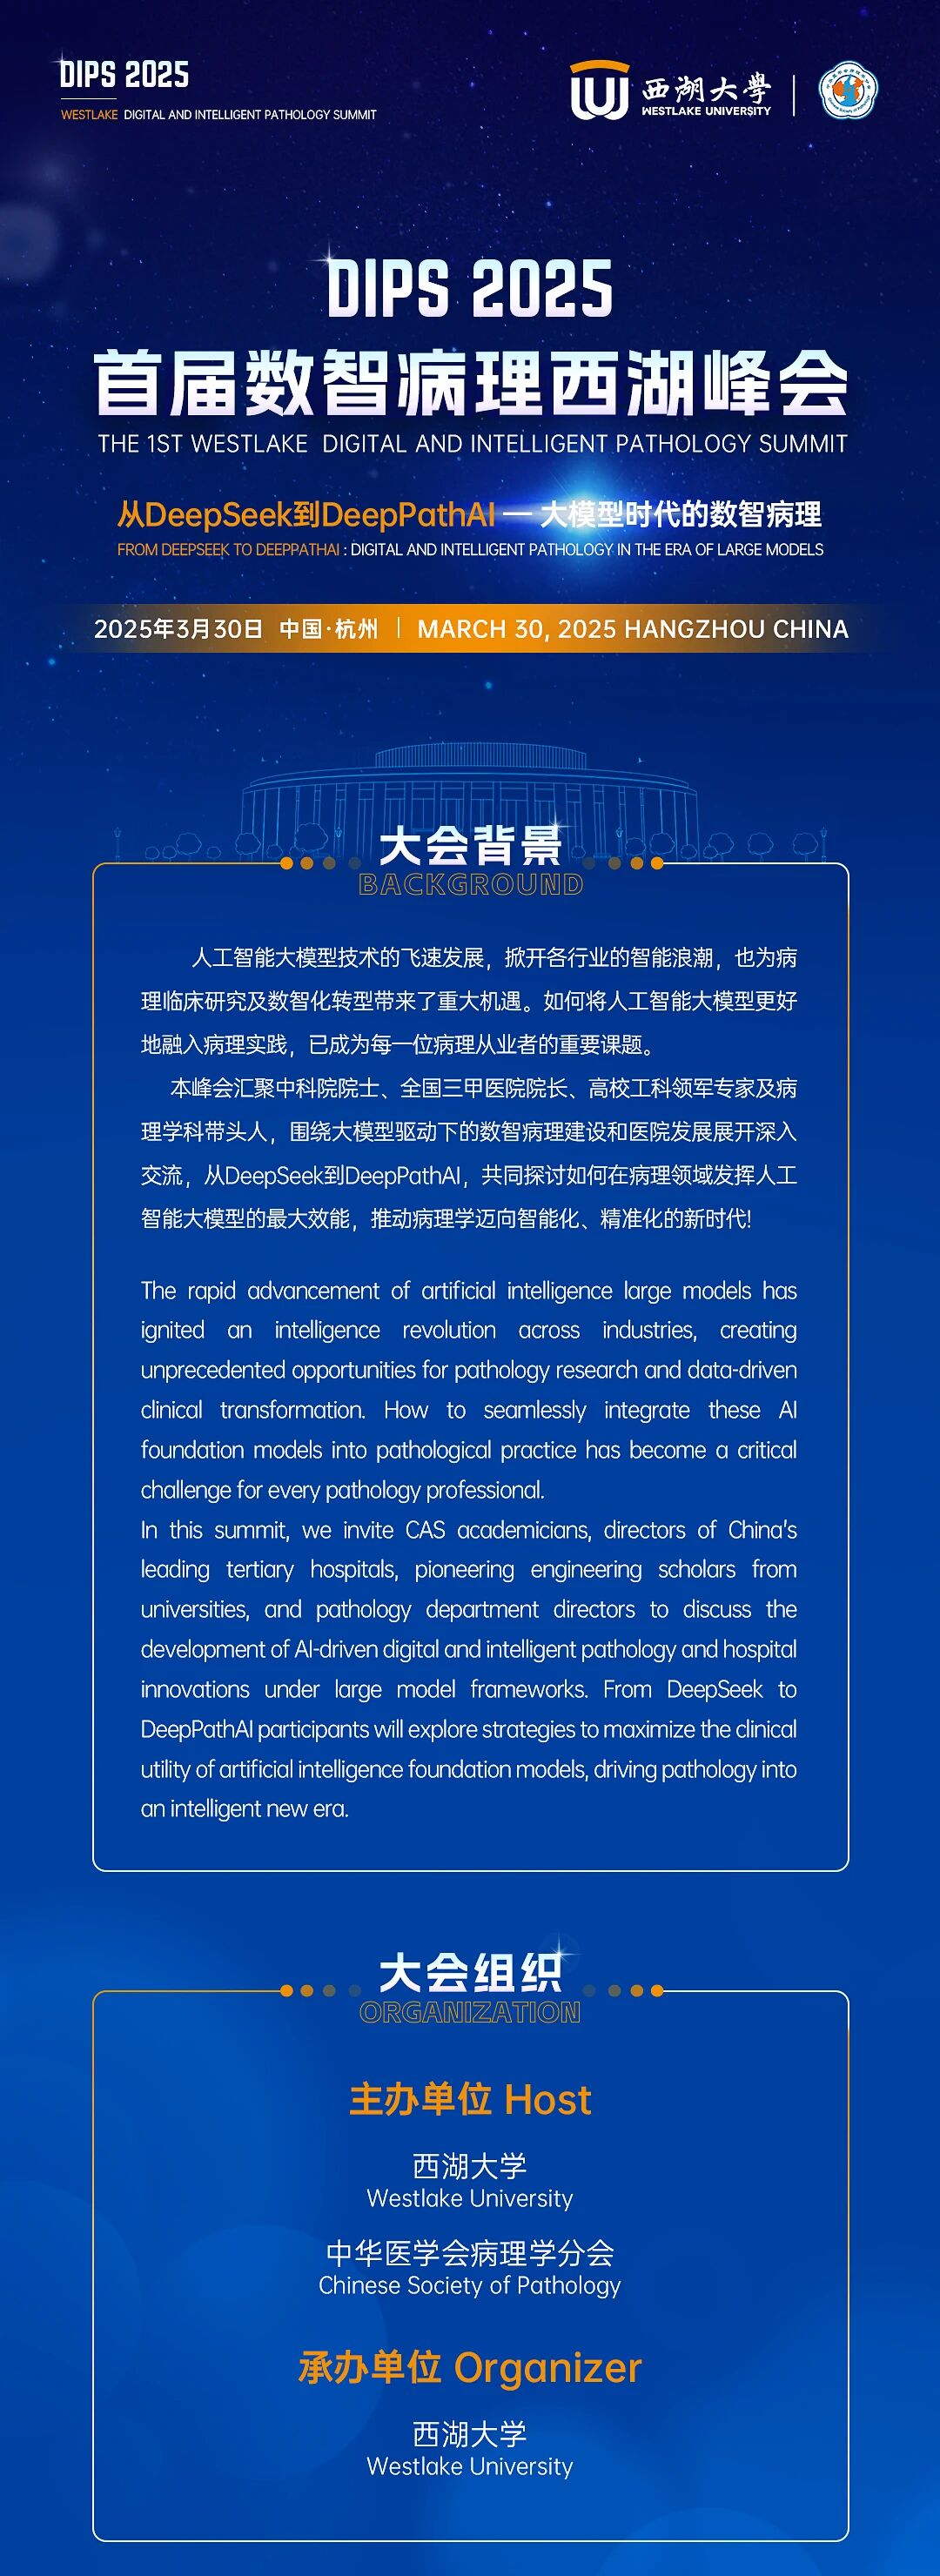 DIPS 2025
WESTLAKE DIGITAL AND INTELLIGENT PATHOLOGY SUMMIT
西湖大學
WESTLAKE UNIVERSITY
DIPS 2025
首届数智病理西湖峰会
THE 1ST WESTLAKE DIGITAL AND INTELLIGENT PATHOLOGY SUMMIT
从DeepSeek到DeepPathAI — 大模型时代的数智病理
FROM DEEPSEEK TO DEEPPATHAI : DIGITAL AND INTELLIGENT PATHOLOGY IN THE ERA OF LARGE MODELS
2025年3月30日 中国·杭州 | MARCH 30, 2025 HANGZHOU CHINA
大会背景
BACKGROUND
人工智能大模型技术的飞速发展，掀开各行业的智能浪潮，也为病
理临床研究及数智化转型带来了重大机遇。如何将人工智能大模型更好
地融入病理实践，已成为每一位病理从业者的重要课题。
本峰会汇聚中科院院士、全国三甲医院院长、高校工科领军专家及病
理学科带头人，围绕大模型驱动下的数智病理建设和医院发展展开深入
交流，从DeepSeek到DeepPathAI，共同探讨如何在病理领域发挥人工
智能大模型的最大效能，推动病理学迈向智能化、精准化的新时代!
The rapid advancement of artificial intelligence large models has
ignited an intelligence revolution across industries, creating
unprecedented opportunities for pathology research and data-driven
clinical transformation. How to seamlessly integrate these AI
foundation models into pathological practice has become a critical
challenge for every pathology professional.
In this summit, we invite CAS academicians, directors of China's
leading tertiary hospitals, pioneering engineering scholars from
universities, and pathology department directors to discuss the
development of AI-driven digital and intelligent pathology and hospital
innovations under large model frameworks. From DeepSeek to
DeepPathAI participants will explore strategies to maximize the clinical
utility of artificial intelligence foundation models, driving pathology into
an intelligent new era.
大会组织
ORGANIZATION
主办单位 Host
西湖大学
Westlake University
中华医学会病理学分会
Chinese Society of Pathology
承办单位 Organizer
西湖大学
Westlake University